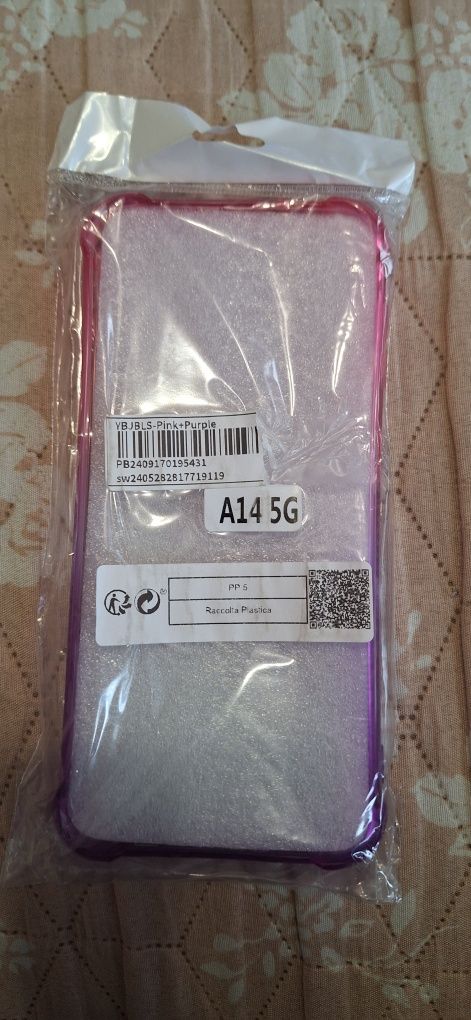 YBJBLS-Pink+Purple
PB2409170195431
sw2405282817719119
A14 5G
PP 5
Raccolta Plastica